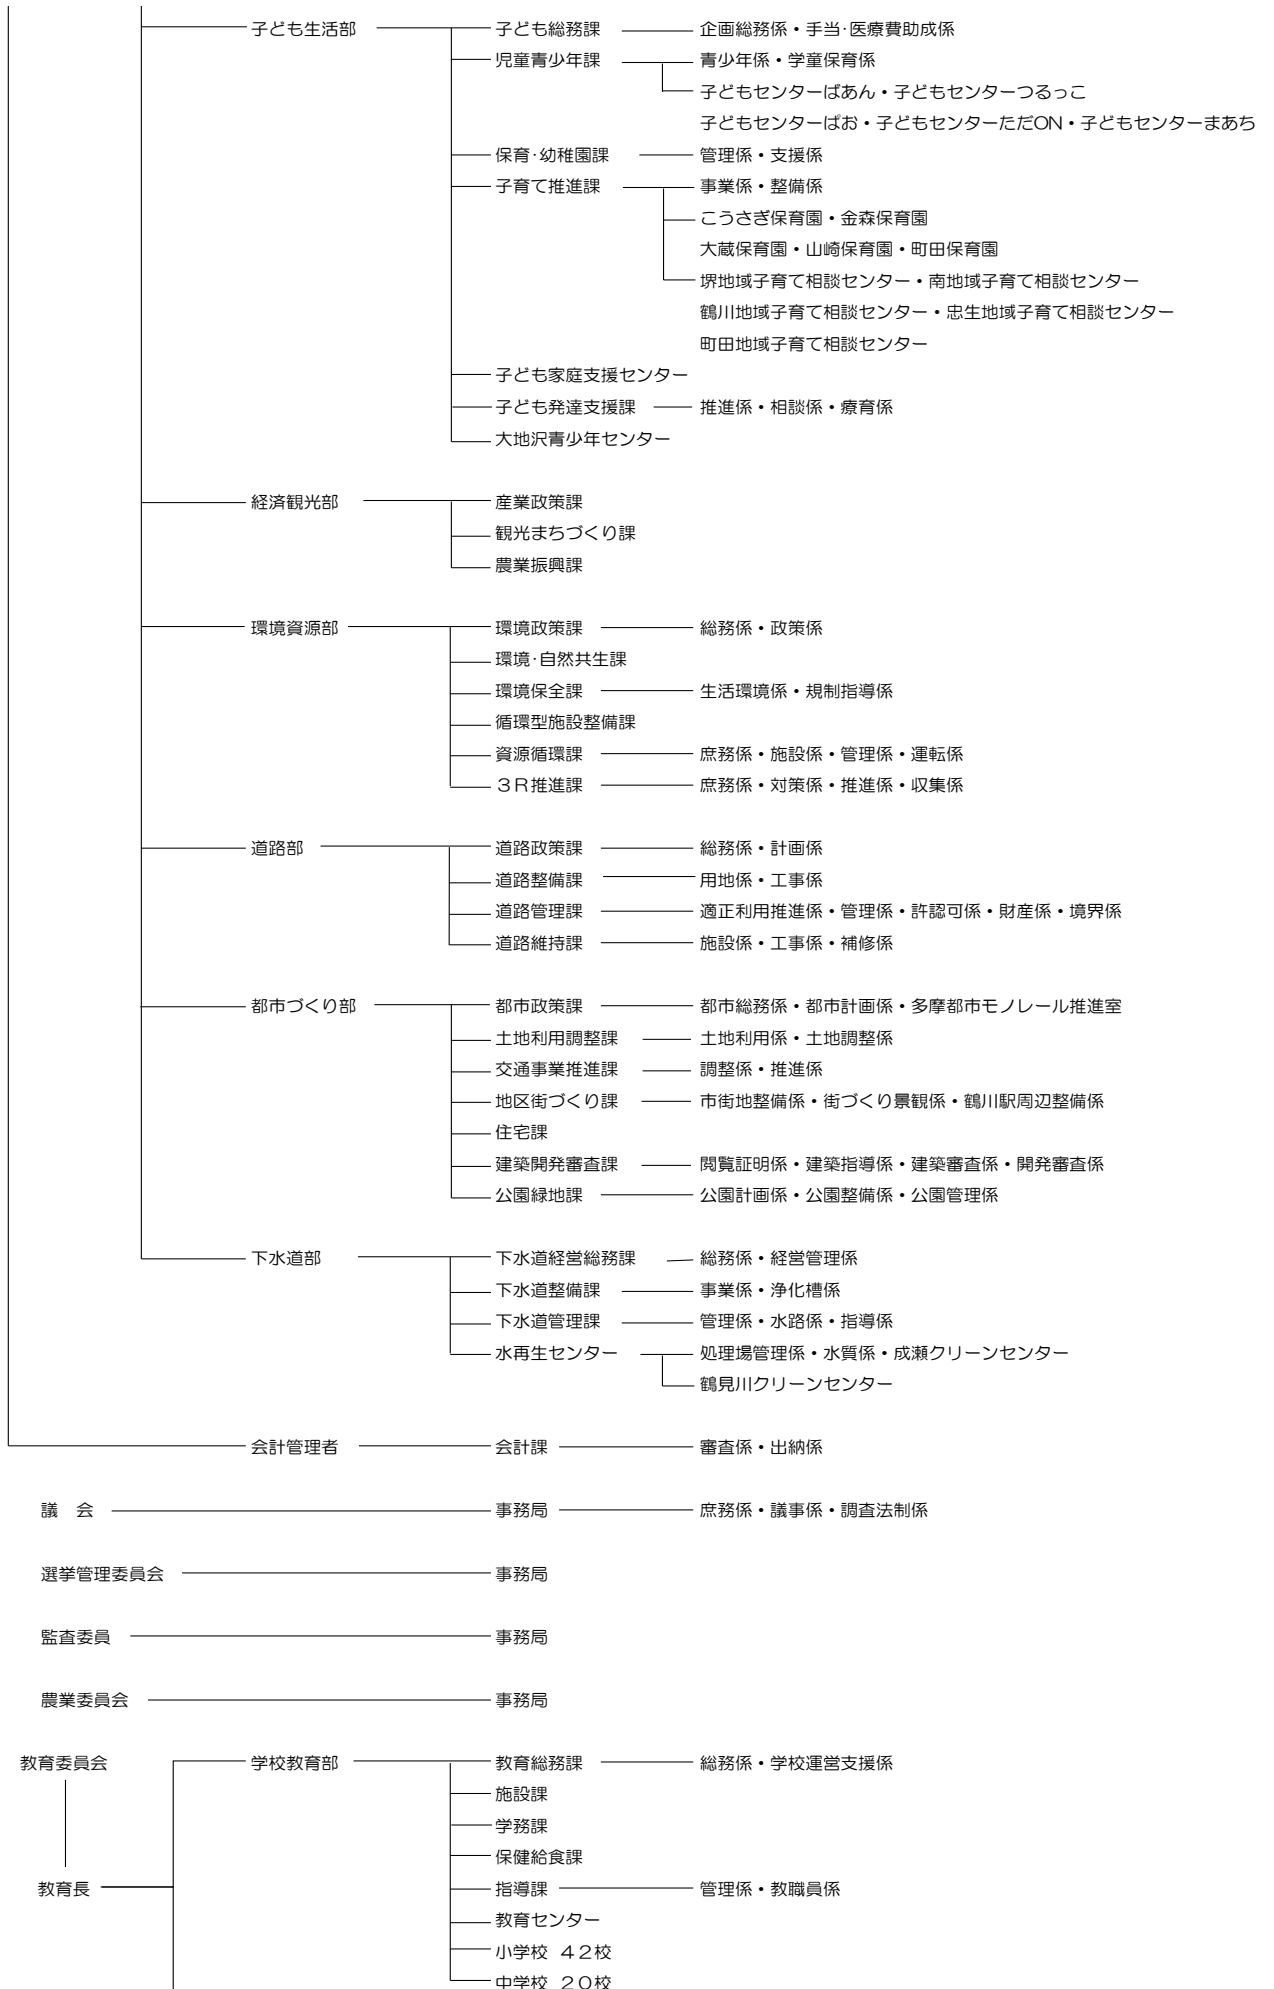 子ども生活部 子ども総務課 企画総務係・手当･医療費助成係
児童青少年課 青少年係・学童保育係
子どもセンターばあん・子どもセンターつるっこ
子どもセンターぱお・子どもセンターただON・子どもセンターまあち
保育･幼稚園課 管理係・支援係
子育て推進課 事業係・整備係
こうさぎ保育園・金森保育園
大蔵保育園・山崎保育園・町田保育園
堺地域子育て相談センター・南地域子育て相談センター
鶴川地域子育て相談センター・忠生地域子育て相談センター
町田地域子育て相談センター
子ども家庭支援センター
子ども発達支援課 推進係・相談係・療育係
大地沢青少年センター
経済観光部 産業政策課
観光まちづくり課
農業振興課
環境資源部 環境政策課 総務係・政策係
環境･自然共生課
環境保全課 生活環境係・規制指導係
循環型施設整備課
資源循環課 庶務係・施設係・管理係・運転係
３Ｒ推進課 庶務係・対策係・推進係・収集係
道路部 道路政策課 総務係・計画係
道路整備課 用地係・工事係
道路管理課 適正利用推進係・管理係・許認可係・財産係・境界係
道路維持課 施設係・工事係・補修係
都市づくり部 都市政策課 都市総務係・都市計画係・多摩都市モノレール推進室
土地利用調整課 土地利用係・土地調整係
交通事業推進課 調整係・推進係
地区街づくり課 市街地整備係・街づくり景観係・鶴川駅周辺整備係
住宅課
建築開発審査課 閲覧証明係・建築指導係・建築審査係・開発審査係
公園緑地課 公園計画係・公園整備係・公園管理係
下水道部 下水道経営総務課 総務係・経営管理係
下水道整備課 事業係・浄化槽係
下水道管理課 管理係・水路係・指導係
水再生センター 処理場管理係・水質係・成瀬クリーンセンター
鶴見川クリーンセンター
会計管理者 会計課 審査係・出納係
議　会 事務局 庶務係・議事係・調査法制係
選挙管理委員会 事務局
監査委員 事務局
農業委員会 事務局
教育委員会 学校教育部 教育総務課 総務係・学校運営支援係
施設課
学務課
保健給食課
教育長 指導課 管理係・教職員係
教育センター
小学校 ４２校
中学校 ２０校